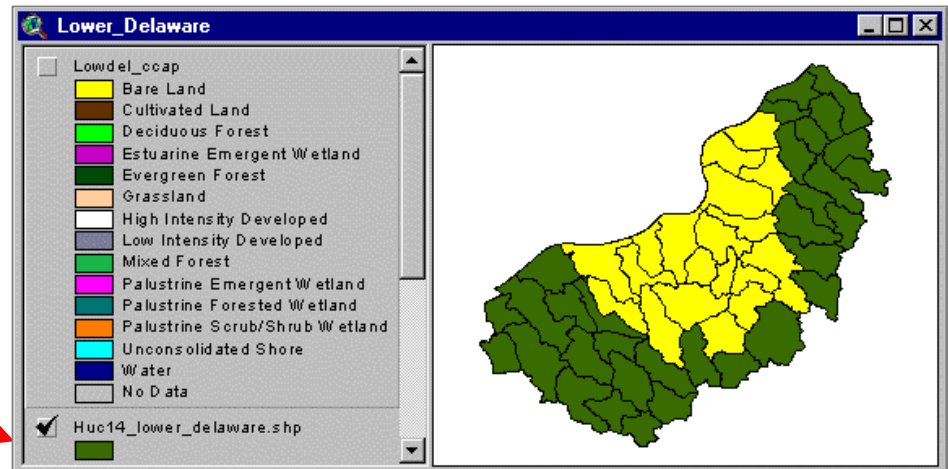 Lower_Delaware
Lowdel_ccap
Bare Land
Cultivated Land
Deciduous Forest
Estuarine Emergent Wetland
Evergreen Forest
Grassland
High Intensity Developed
Low Intensity Developed
Mixed Forest
Palustrine Emergent Wetland
Palustrine Forested Wetland
Palustrine Scrub/Shrub Wetland
Unconsolidated Shore
Water
No Data
Huc14_lower_delaware.shp